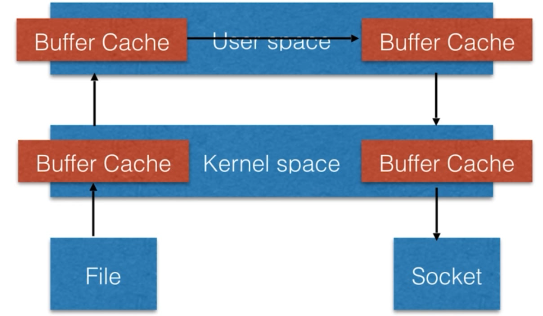 Buffer Cache User space Buffer Cache
Buffer Cache Kernel space Buffer Cache
File Socket